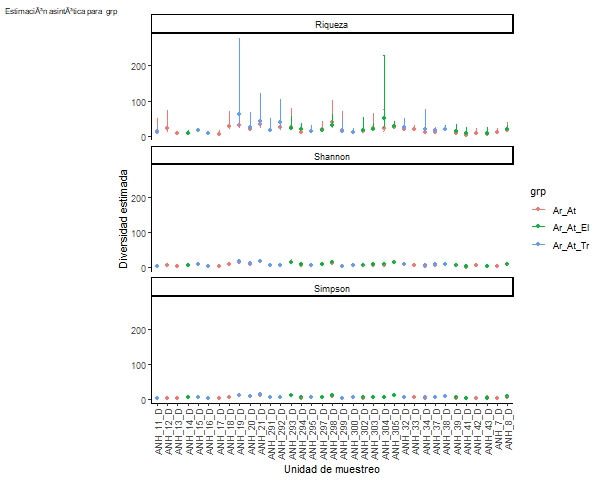 EstimaciÃ³n asintÃ³tica para grp
Riqueza
200
100
0
Shannon
200
100
0
Simpson
200
100
0
Diversidad estimada
ANH_11_D
ANH_12_D
ANH_13_D
ANH_14_D
ANH_15_D
ANH_16_D
ANH_17_D
ANH_18_D
ANH_19_D
ANH_20_D
ANH_21_D
ANH_291_D
ANH_292_D
ANH_293_D
ANH_294_D
ANH_295_D
ANH_297_D
ANH_298_D
ANH_299_D
ANH_300_D
ANH_302_D
ANH_303_D
ANH_304_D
ANH_305_D
ANH_32_D
ANH_33_D
ANH_34_D
ANH_37_D
ANH_38_D
ANH_39_D
ANH_41_D
ANH_42_D
ANH_43_D
ANH_7_D
ANH_8_D
Unidad de muestreo
grp
Ar_At
Ar_At_El
Ar_At_Tr